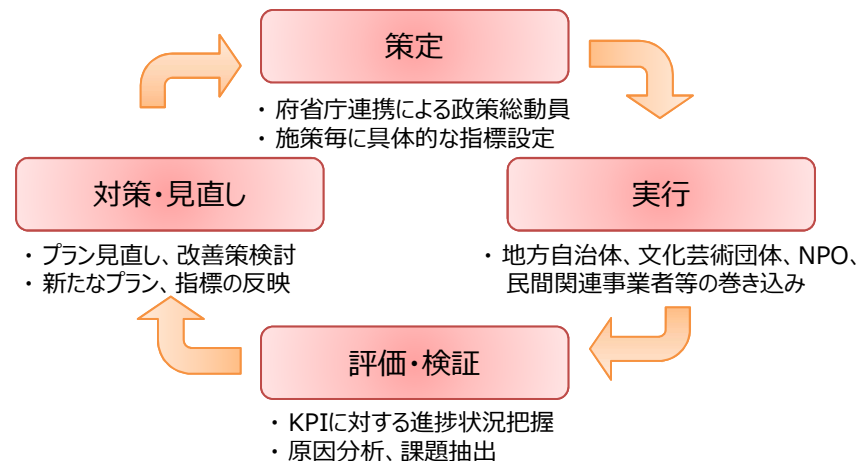 策定
・ 府省庁連携による政策総動員
・ 施策毎に具体的な指標設定
対策・見直し
・ プラン見直し、改善策検討
・ 新たなプラン、指標の反映
実行
・ 地方自治体、文化芸術団体、NPO、
民間関連事業者等の巻き込み
評価・検証
・ KPIに対する進捗状況把握
・ 原因分析、課題抽出